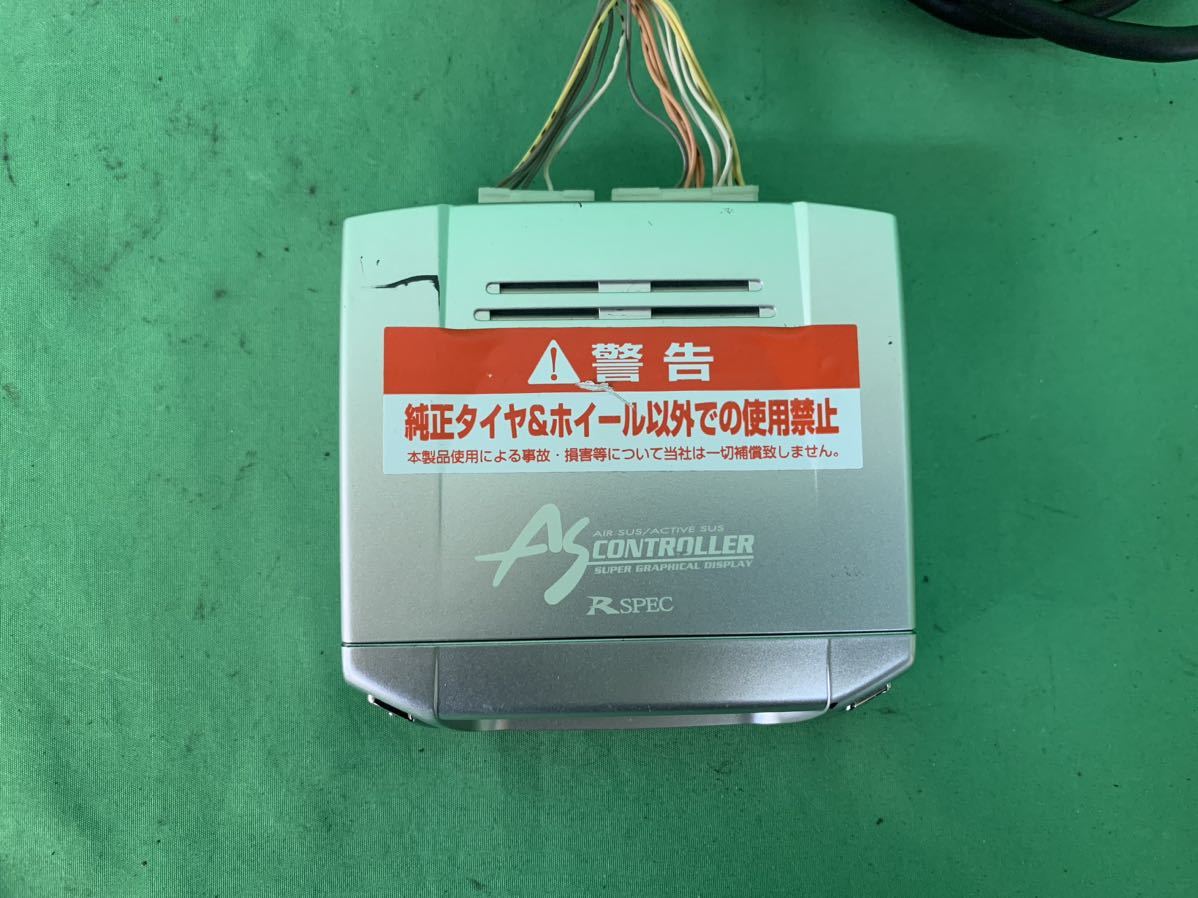 警告
純正タイヤ&ホイール以外での使用禁止
本製品使用による事故・損害等について当社は一切補償致しません。
AIR SUS/ACTIVE SUS
AS CONTROLLER
SUPER GRAPHICAL DISPLAY
R SPEC